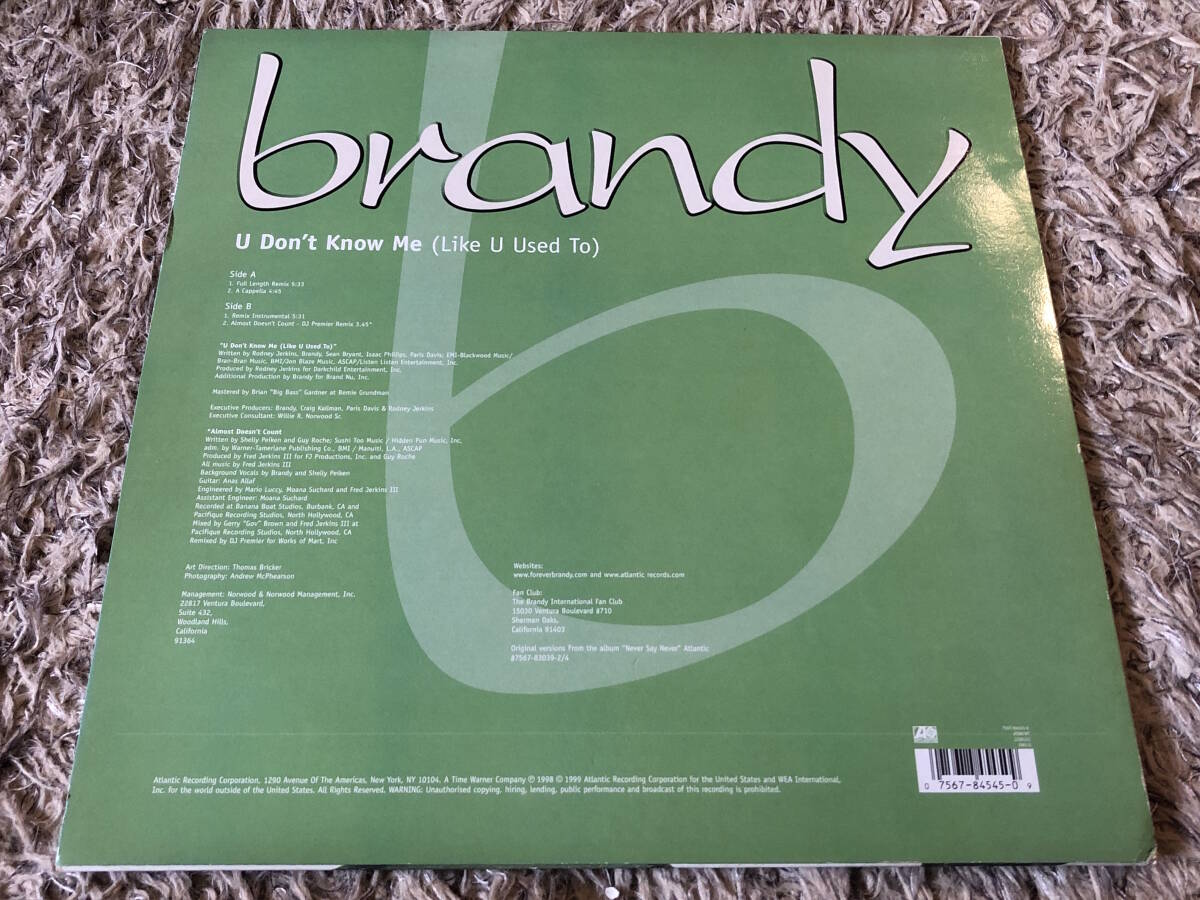 brandy
U Don't Know Me (Like U Used To)
Side A
1. Full Length Remix 5:33
2. A Cappella 4:45
Side B
1. Remix Instrumental 5:31
2. Almost Doesn't Count - DJ Premier Remix 3.45*
"U Don't Know Me (Like U Used To)"
Written by Rodney Jerkins, Brandy, Sean Bryant, Isaac Phillips, Paris Davis; EMI-Blackwood Music/
Bran-Bran Music, BMI/Jon Blaze Music, ASCAP/Listen Listen Entertainment, Inc.
Produced by Rodney Jerkins for Darkchild Entertainment, Inc.
Additional Production by Brandy for Brand Nu, Inc.
Mastered by Brian "Big Bass" Gardner at Bernie Grundman
Executive Producers: Brandy, Craig Kallman, Paris Davis & Rodney Jerkins
Executive Consultant: Willie R. Norwood Sr.
*Almost Doesn't Count
Written by Shelly Peiken and Guy Roche; Sushi Too Music / Hidden Pun Music, Inc.
adm. by Warner-Tamerlane Publishing Co., BMI / Manuiti, L.A., ASCAP
Produced by Fred Jerkins III for FJ Productions, Inc. and Guy Roche
All music by Fred Jerkins III
Background Vocals by Brandy and Shelly Peiken
Guitar: Anas Allaf
Engineered by Mario Luccy, Moana Suchard and Fred Jerkins III
Assistant Engineer: Moana Suchard
Recorded at Banana Boat Studios, Burbank, CA and
Pacifique Recording Studios, North Hollywood, CA
Mixed by Gerry "Gov" Brown and Fred Jerkins III at
Pacifique Recording Studios, North Hollywood, CA
Remixed by DJ Premier for Works of Mart, Inc
Art Direction: Thomas Bricker
Photography: Andrew McPhearson
Management: Norwood & Norwood Management, Inc.
22817 Ventura Boulevard,
Suite 432,
Woodland Hills,
California
91364
Websites:
www.foreverbrandy.com and www.atlantic records.com
Fan Club:
The Brandy International Fan Club
15030 Ventura Boulevard #710
Sherman Oaks,
California 91403
Original versions from the album "Never Say Never" Atlantic
#7567-83039-2/4
Atlantic Recording Corporation, 1290 Avenue Of The Americas, New York, NY 10104. A Time Warner Company ℗ 1998 © 1999 Atlantic Recording Corporation for the United States and WEA International,
Inc. for the world outside of the United States. All Rights Reserved. WARNING: Unauthorised copying, hiring, lending, public performance and broadcast of this recording is prohibited.
0 7567-84545-0 9